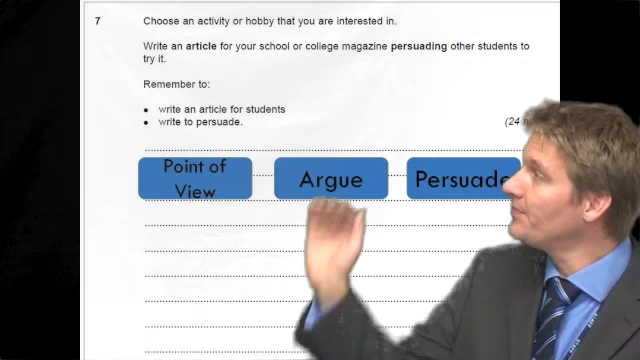 7 Choose an activity or hobby that you are interested in.
Write an article for your school or college magazine persuading other students to
try it.
Remember to:
• write an article for students
• write to persuade.
(24
Point of
View
Argue
Persuade